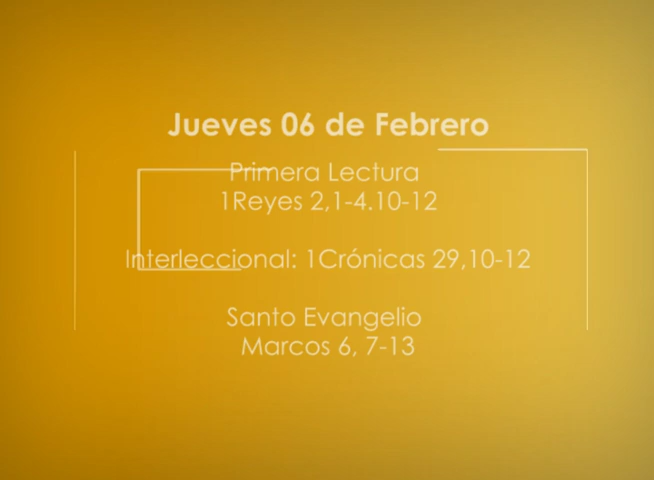 Jueves 06 de Febrero
Primera Lectura
1Reyes 2,1-4.10-12
Interleccional: 1Crónicas 29,10-12
Santo Evangelio
Marcos 6, 7-13